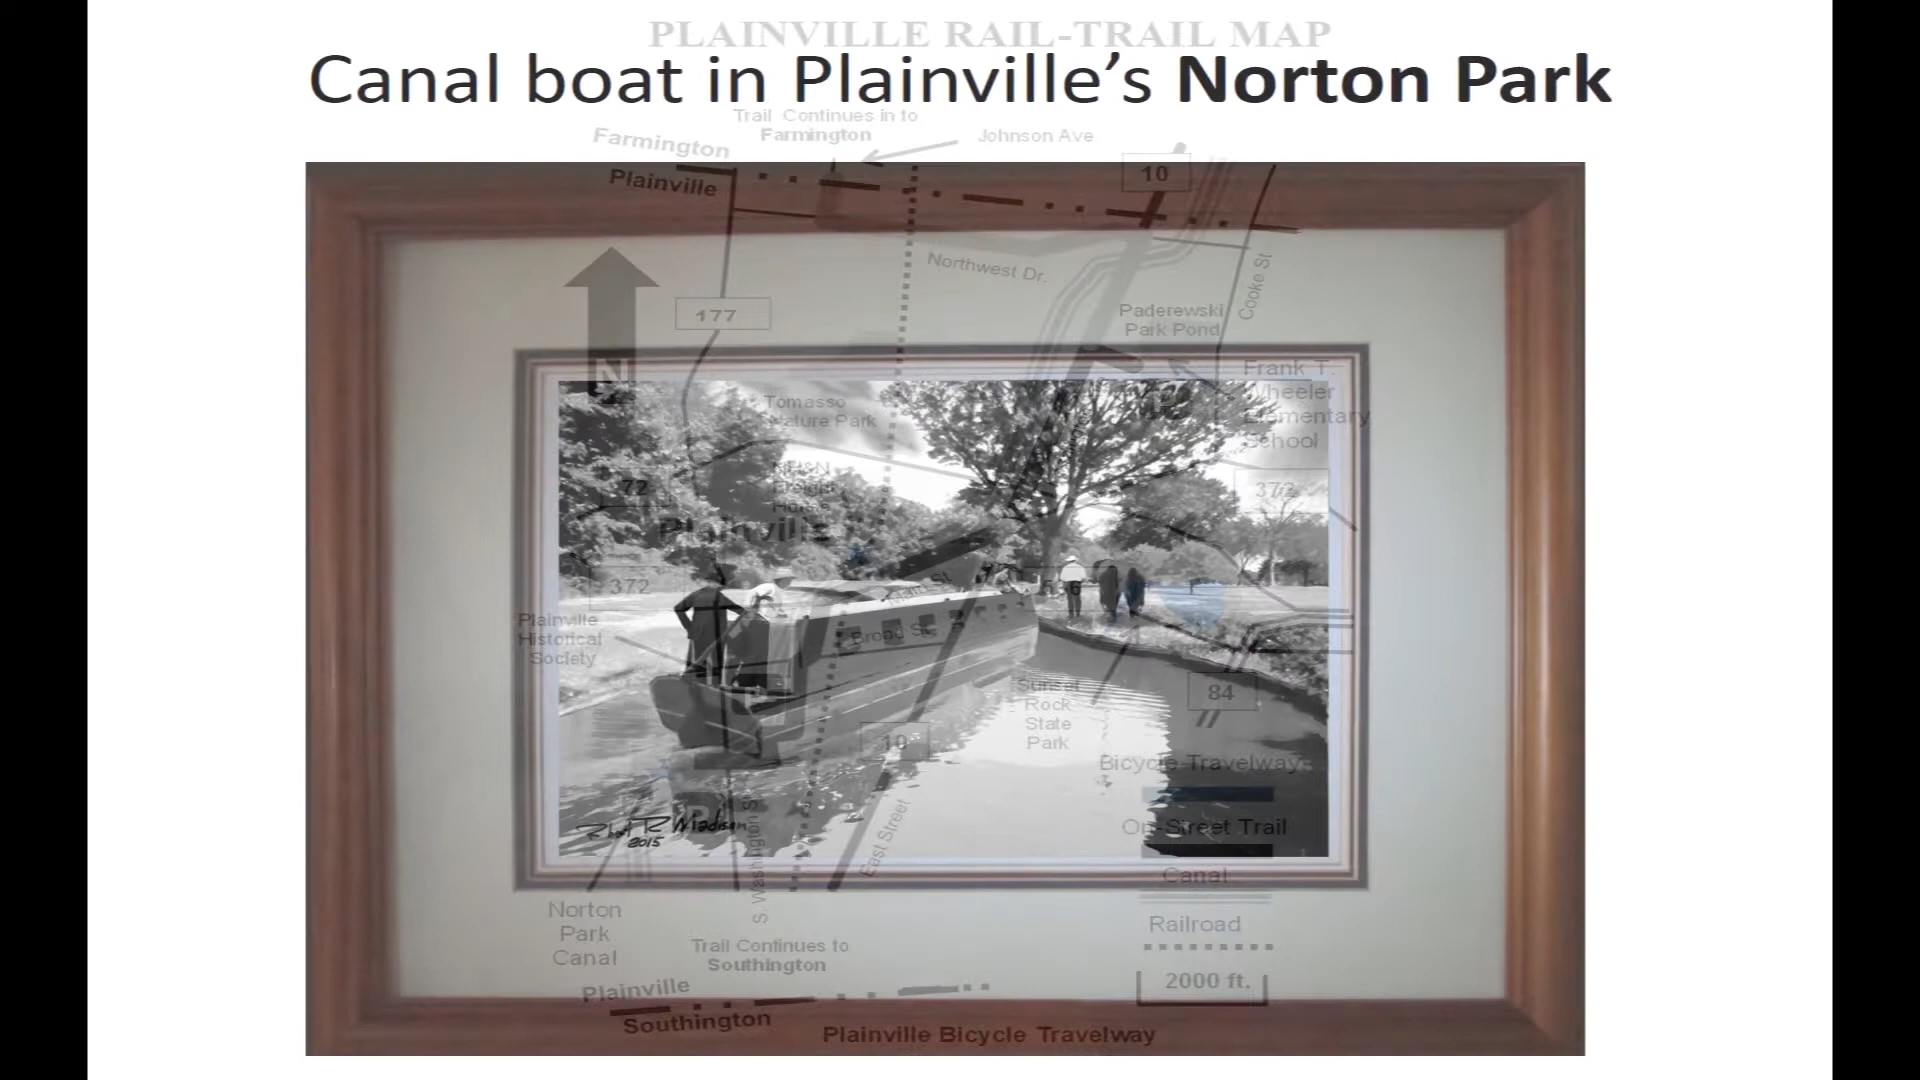 PLAINVILLE RAIL-TRAIL MAP
Canal boat in Plainville’s Norton Park
Trail Continues in to
Farmington
Johnson Ave
Farmington
Plainville
10
Northwest Dr.
Cooke St
177
Paderewski
Park Pond
N
Frank T.
Wheeler
Elementary
School
Tomasso
Nature Park
372
72
Plainville
372
Main St
Broad St
Plainville
Historical
Society
Sunset
Rock
State
Park
84
10
Bicycle Travelway
P
On-Street Trail
Robert R Madison
2015
S. Washington St
East Street
Canal
Norton
Park
Canal
Railroad
Trail Continues to
Southington
2000 ft.
Plainville
Southington
Plainville Bicycle Travelway